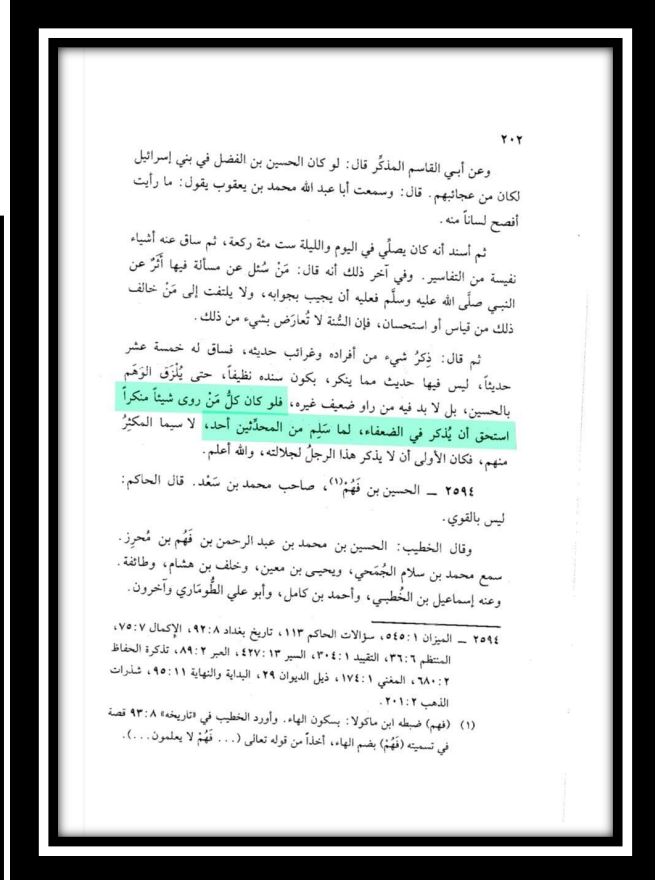 ٢٠٢
وعن أبي القاسم المذكِّر قال: لو كان الحسين بن الفضل في بني إسرائيل
لكان من عجائبهم. قال: وسمعت أبا عبد الله محمد بن يعقوب يقول: ما رأيت
أفصح لساناً منه.
ثم أسند أنه كان يصلِّي في اليوم والليلة ست مئة ركعة، ثم ساق عنه أشياء
نفيسة من التفاسير. وفي آخر ذلك أنه قال: مَنْ سُئل عن مسألة فيها أَثَرٌ عن
النبـي صلَّى الله عليه وسلَّم فعليه أن يجيب بجوابه، ولا يلتفت إلى مَنْ خالف
ذلك من قياس أو استحسان، فإن السُّنة لا تُعارَض بشيء من ذلك.
ثم قال: ذِكرُ شيء من أفراده وغرائب حديثه، فساق له خمسة عشر
حديثاً، ليس فيها حديث مما ينكر، بكون سنده نظيفاً، حتى يُلْزَق الوَهَم
بالحسين، بل لا بد فيه من راو ضعيف غيره، فلو كان كلُّ مَنْ روى شيئاً منكراً
استحق أن يُذكر في الضعفاء، لما سَلِم من المحدِّثين أحد، لا سيما المكثِرُ
منهم، فكان الأولى أن لا يذكر هذا الرجلُ لجلالته، والله أعلم.
٢٥٩٤ ــ الحسين بن فَهُمْ(١)، صاحب محمد بن سَعْد. قال الحاكم:
ليس بالقوي.
وقال الخطيب: الحسين بن محمد بن عبد الرحمن بن فَهُم بن مُحرِز.
سمع محمد بن سلام الجُمَحي، ويحيـى بن معين، وخلف بن هشام، وطائفة.
وعنه إسماعيل بن الخُطَبـي، وأحمد بن كامل، وأبو علي الطُّومَاري وآخرون.
٢٥٩٤ ــ الميزان ٥٤٥:١، سؤالات الحاكم ١١٣، تاريخ بغداد ٩٢:٨، الإكمال ٧٥:٧،
المنتظم ٣٦:٦، التقييد ٣٠٤:١، السير ٤٢٧:١٣، العبر ٨٩:٢، تذكرة الحفاظ
٦٨٠:٢، المغني ١٧٤:١، ذيل الديوان ٢٩، البداية والنهاية ٩٥:١١، شذرات
الذهب ٢٠١:٢.
(١) (فهم) ضبطه ابن ماكولا: بسكون الهاء. وأورد الخطيب في «تاريخه» ٩٣:٨ قصة
في تسميته (فَهُمْ) بضم الهاء، أخذاً من قوله تعالى (... فَهُمْ لا يعلمون...).